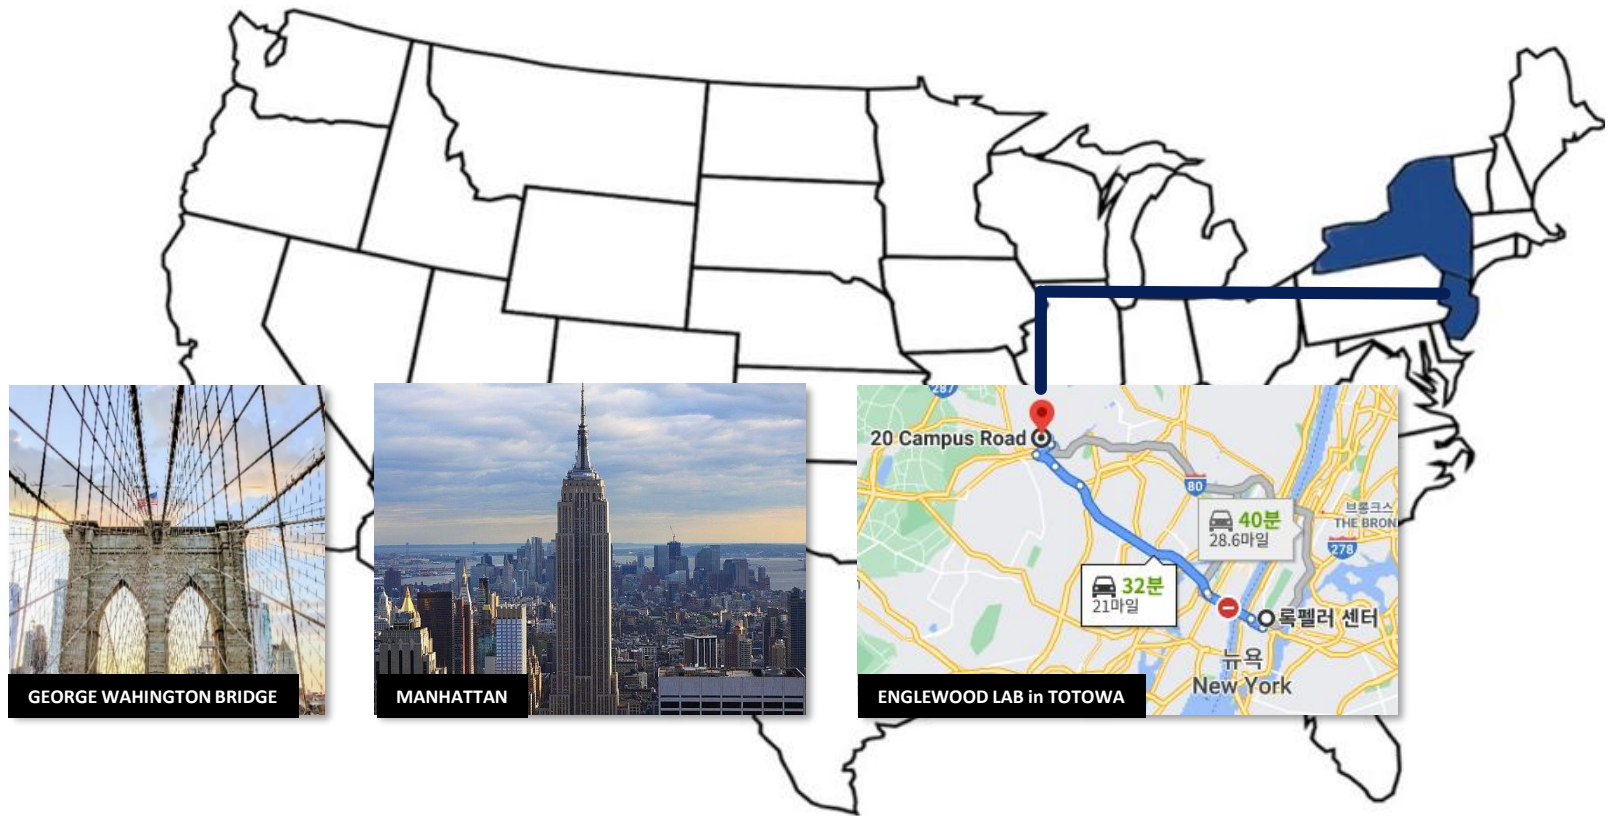 287
20 Campus Road
80
40분
28.6마일
브롱크스
THE BRON
278
32분
21마일
록펠러 센터
뉴욕
New York
GEORGE WAHINGTON BRIDGE
MANHATTAN
ENGLEWOOD LAB in TOTOWA